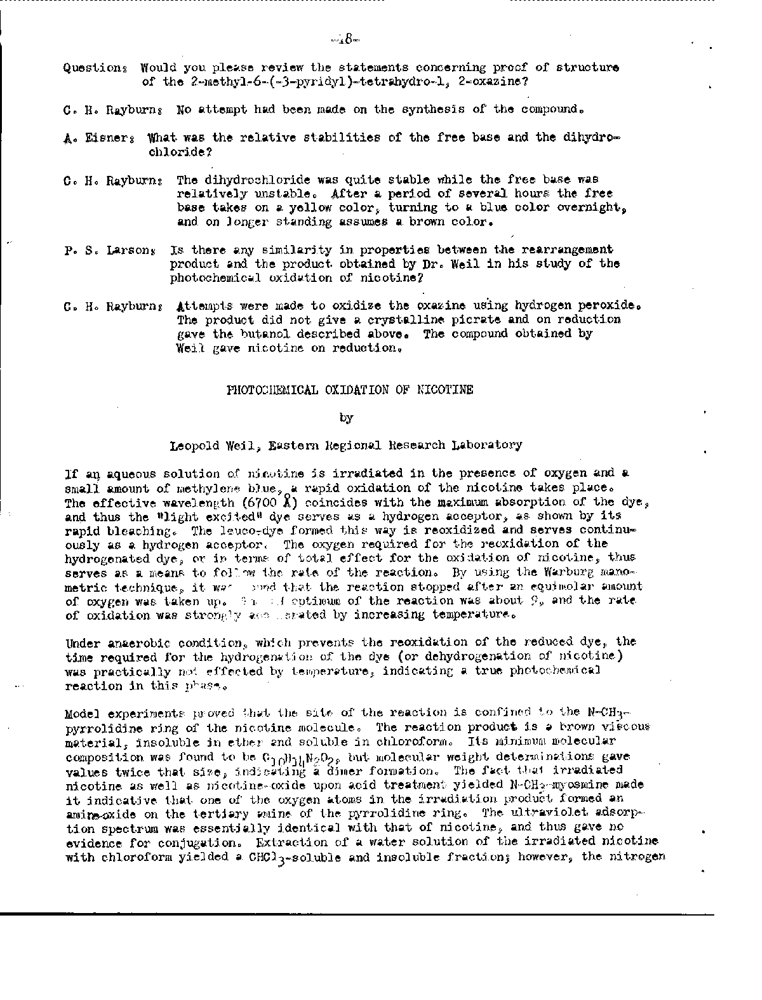 -18-
Question: Would you please review the statements concerning proof of structure
of the 2-methyl-6-(-3-pyridyl)-tetrahydro-1, 2-oxazine?
C. H. Rayburn: No attempt had been made on the synthesis of the compound.
A. Eisner: What was the relative stabilities of the free base and the dihydro-
chloride?
C. H. Rayburn: The dihydrochloride was quite stable while the free base was
relatively unstable. After a period of several hours the free
base takes on a yellow color, turning to a blue color overnight,
and on longer standing assumes a brown color.
P. S. Larson: Is there any similarity in properties between the rearrangement
product and the product obtained by Dr. Weil in his study of the
photochemical oxidation of nicotine?
C. H. Rayburn: Attempts were made to oxidize the oxazine using hydrogen peroxide.
The product did not give a crystalline picrate and on reduction
gave the butanol described above. The compound obtained by
Weil gave nicotine on reduction.
PHOTOCHEMICAL OXIDATION OF NICOTINE
by
Leopold Weil, Eastern Regional Research Laboratory
If an aqueous solution of nicotine is irradiated in the presence of oxygen and a
small amount of methylene blue, a rapid oxidation of the nicotine takes place.
The effective wavelength (6700 Å) coincides with the maximum absorption of the dye,
and thus the "light excited" dye serves as a hydrogen acceptor, as shown by its
rapid bleaching. The leuco-dye formed this way is reoxidized and serves continu-
ously as a hydrogen acceptor. The oxygen required for the reoxidation of the
hydrogenated dye, or in terms of total effect for the oxidation of nicotine, thus
serves as a means to follow the rate of the reaction. By using the Warburg mano-
metric technique, it was that the reaction stopped after an equimolar amount
of oxygen was taken up. optimum of the reaction was about 9, and the rate
of oxidation was strongly by increasing temperature.
Under anaerobic condition, which prevents the reoxidation of the reduced dye, the
time required for the hydrogenation of the dye (or dehydrogenation of nicotine)
was practically not effected by temperature, indicating a true photochemical
reaction in this phase.
Model experiments proved that the site of the reaction is confined to the N-CH3-
pyrrolidine ring of the nicotine molecule. The reaction product is a brown viscous
material, insoluble in ether and soluble in chloroform. Its minimum molecular
composition was found to be C10H14N2O2, but molecular weight determinations gave
values twice that size, indicating a dimer formation. The fact that irradiated
nicotine as well as nicotine-oxide upon acid treatment yielded N-CH3-myosmine made
it indicative that one of the oxygen atoms in the irradiation product formed an
amine-oxide on the tertiary amine of the pyrrolidine ring. The ultraviolet adsorp-
tion spectrum was essentially identical with that of nicotine, and thus gave no
evidence for conjugation. Extraction of a water solution of the irradiated nicotine
with chloroform yielded a CHCl3-soluble and insoluble fraction; however, the nitrogen